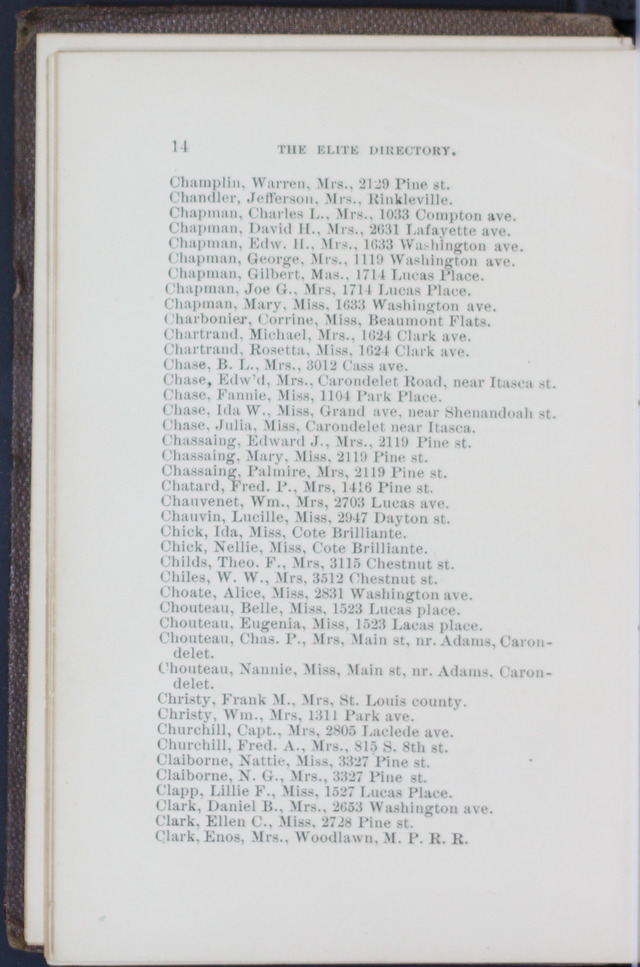 14 THE ELITE DIRECTORY.
Champlin, Warren, Mrs., 2129 Pine st.
Chandler, Jefferson, Mrs., Rinkleville.
Chapman, Charles L., Mrs., 1033 Compton ave.
Chapman, David H., Mrs., 2631 Lafayette ave.
Chapman, Edw. H., Mrs., 1633 Washington ave.
Chapman, George, Mrs., 1119 Washington ave.
Chapman, Gilbert, Mas., 1714 Lucas Place.
Chapman, Joe G., Mrs, 1714 Lucas Place.
Chapman, Mary, Miss, 1633 Washington ave.
Charbonier, Corrine, Miss, Beaumont Flats.
Chartrand, Michael, Mrs., 1624 Clark ave.
Chartrand, Rosetta, Miss, 1624 Clark ave.
Chase, B. L., Mrs., 3012 Cass ave.
Chase, Edw'd, Mrs., Carondelet Road, near Itasca st.
Chase, Fannie, Miss, 1104 Park Place.
Chase, Ida W., Miss, Grand ave, near Shenandoah st.
Chase, Julia, Miss, Carondelet near Itasca.
Chassaing, Edward J., Mrs., 2119 Pine st.
Chassaing, Mary, Miss, 2119 Pine st.
Chassaing, Palmire, Mrs, 2119 Pine st.
Chatard, Fred. P., Mrs, 1416 Pine st.
Chauvenet, Wm., Mrs, 2703 Lucas ave.
Chauvin, Lucille, Miss, 2947 Dayton st.
Chick, Ida, Miss, Cote Brilliante.
Chick, Nellie, Miss, Cote Brilliante.
Childs, Theo. F., Mrs, 3115 Chestnut st.
Chiles, W. W., Mrs, 3512 Chestnut st.
Choate, Alice, Miss, 2831 Washington ave.
Chouteau, Belle, Miss, 1523 Lucas place.
Chouteau, Eugenia, Miss, 1523 Lacas place.
Chouteau, Chas. P., Mrs, Main st, nr. Adams, Caron-
delet.
Chouteau, Nannie, Miss, Main st, nr. Adams, Caron-
delet.
Christy, Frank M., Mrs, St. Louis county.
Christy, Wm., Mrs, 1311 Park ave.
Churchill, Capt., Mrs, 2805 Laclede ave.
Churchill, Fred. A., Mrs., 815 S. 8th st.
Claiborne, Nattie, Miss, 3327 Pine st.
Claiborne, N. G., Mrs., 3327 Pine st.
Clapp, Lillie F., Miss, 1527 Lucas Place.
Clark, Daniel B., Mrs., 2653 Washington ave.
Clark, Ellen C., Miss, 2728 Pine st.
Clark, Enos, Mrs., Woodlawn, M. P. R. R.